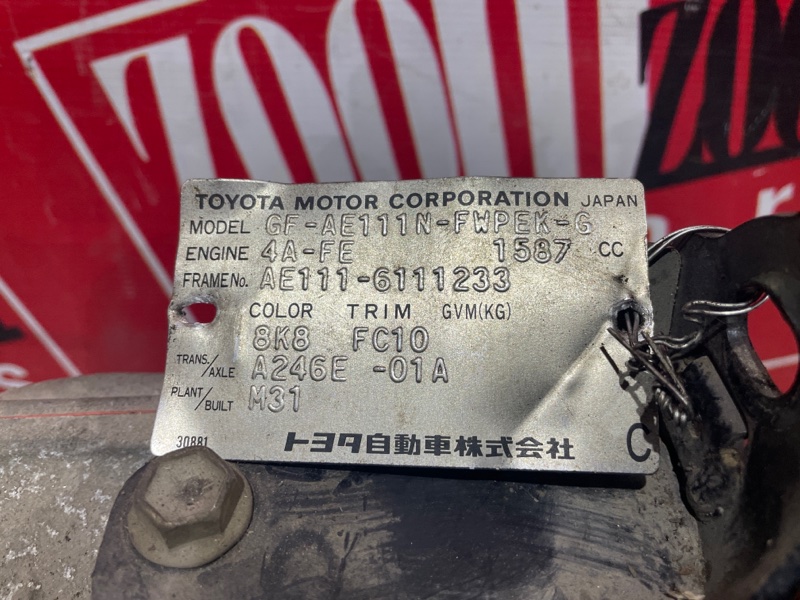 TOYOTA MOTOR CORPORATION JAPAN
MODEL GF-AE111N-FWPEK-G
ENGINE 4A-FE 1587 CC
FRAME No. AE111-6111233
COLOR TRIM GVM(KG)
8K8 FC10
TRANS./AXLE A246E -01A
PLANT/BUILT M31
30881
トヨタ自動車株式会社 C